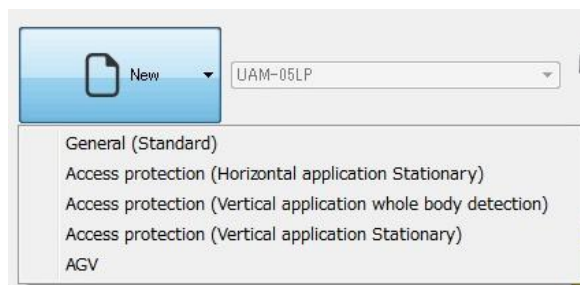 New
UAM-05LP
General (Standard)
Access protection (Horizontal application Stationary)
Access protection (Vertical application whole body detection)
Access protection (Vertical application Stationary)
AGV